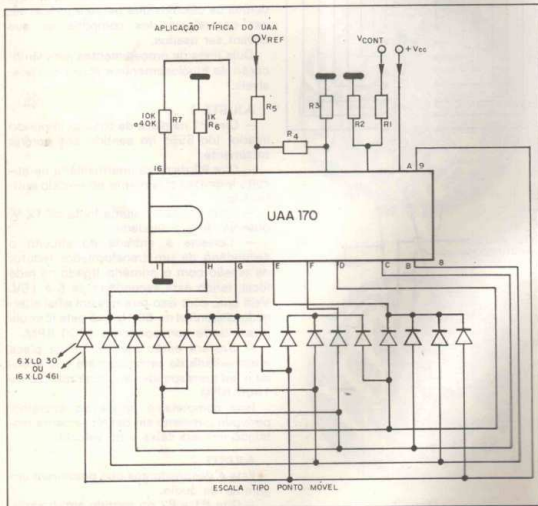 APLICAÇÃO TÍPICA DO UAA
VREF
VCONT
+Vcc
10K
a40K
R7
1K
R6
R5
R4
R3
R2
R1
16
A 9
UAA 170
1
H
G
E
F
D
C
B
8
6 X LD 30
OU
16 X LD 461
ESCALA TIPO PONTO MÓVEL